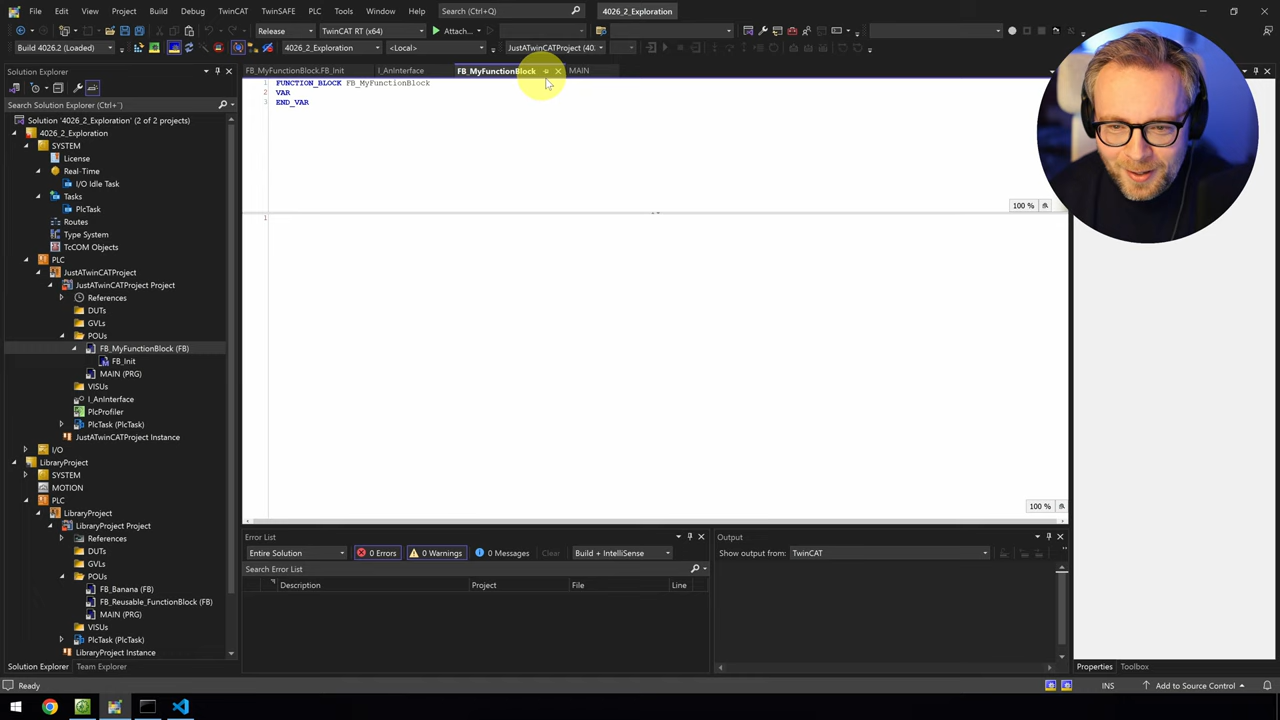 File Edit View Project Build Debug TwinCAT TwinSAFE PLC Tools Window Help Search (Ctrl+Q) 4026_2_Exploration
Release TwinCAT RT (x64) Attach...
Build 4026.2 (Loaded) 4026_2_Exploration <Local> JustATwinCATProject (40:
Solution Explorer
Search Solution Explorer (Ctrl+¨)
Solution '4026_2_Exploration' (2 of 2 projects)
4026_2_Exploration
SYSTEM
License
Real-Time
I/O Idle Task
Tasks
PlcTask
Routes
Type System
TcCOM Objects
PLC
JustATwinCATProject
JustATwinCATProject Project
References
DUTs
GVLs
POUs
FB_MyFunctionBlock (FB)
FB_Init
MAIN (PRG)
VISUs
I_AnInterface
PlcProfiler
PlcTask (PlcTask)
JustATwinCATProject Instance
I/O
LibraryProject
SYSTEM
MOTION
PLC
LibraryProject
LibraryProject Project
References
DUTs
GVLs
POUs
FB_Banana (FB)
FB_Reusable_FunctionBlock (FB)
MAIN (PRG)
VISUs
PlcTask (PlcTask)
LibraryProject Instance
Solution Explorer Team Explorer
FB_MyFunctionBlock.FB_Init I_AnInterface FB_MyFunctionBlock MAIN
1 FUNCTION_BLOCK FB_MyFunctionBlock
2 VAR
3 END_VAR
100 %
1
100 %
Error List
Entire Solution 0 Errors 0 Warnings 0 Messages Clear Build + IntelliSense
Search Error List
Description Project File Line
Output
Show output from: TwinCAT
Properties Toolbox
Ready INS Add to Source Control